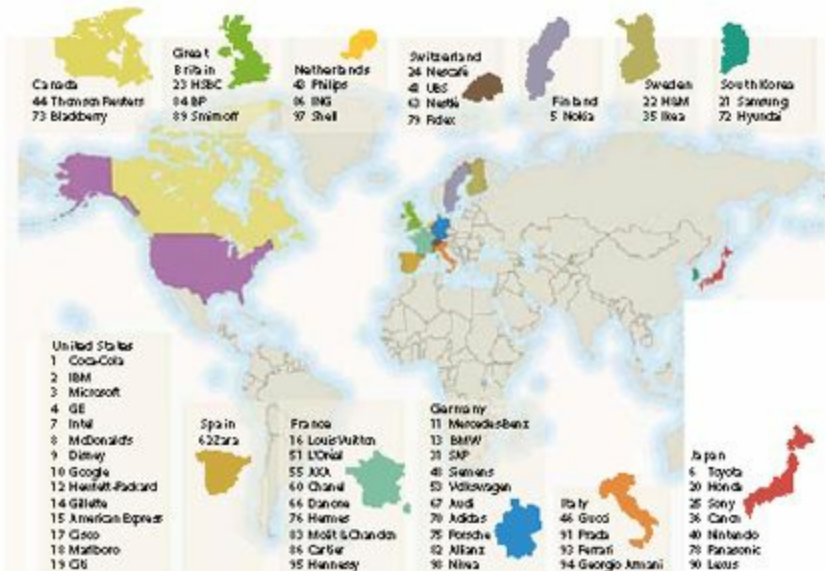 Canada
44 Thomson Reuters
73 Blackberry
Great
Britain
23 HSBC
84 BP
89 Smirnoff
Netherlands
43 Philips
86 ING
97 Shell
Switzerland
24 Nescafé
48 UBS
63 Nestlé
79 Rolex
Finland
5 Nokia
Sweden
22 H&M
35 Ikea
South Korea
21 Samsung
72 Hyundai
United States
1 Coca-Cola
2 IBM
3 Microsoft
4 GE
7 Intel
8 McDonald's
9 Disney
10 Google
12 Hewlett-Packard
14 Gillette
15 American Express
17 Cisco
18 Marlboro
19 Citi
Spain
62 Zara
France
16 Louis Vuitton
51 L'Oréal
55 AXA
60 Chanel
66 Danone
76 Hermes
83 Moët & Chandon
86 Cartier
95 Hennessy
Germany
11 Mercedes-Benz
13 BMW
31 SAP
48 Siemens
53 Volkswagen
67 Audi
70 Adidas
75 Porsche
82 Allianz
98 Nivea
Italy
46 Gucci
91 Prada
93 Ferrari
94 Georgio Armani
Japan
6 Toyota
20 Honda
25 Sony
36 Canon
40 Nintendo
78 Panasonic
90 Lexus